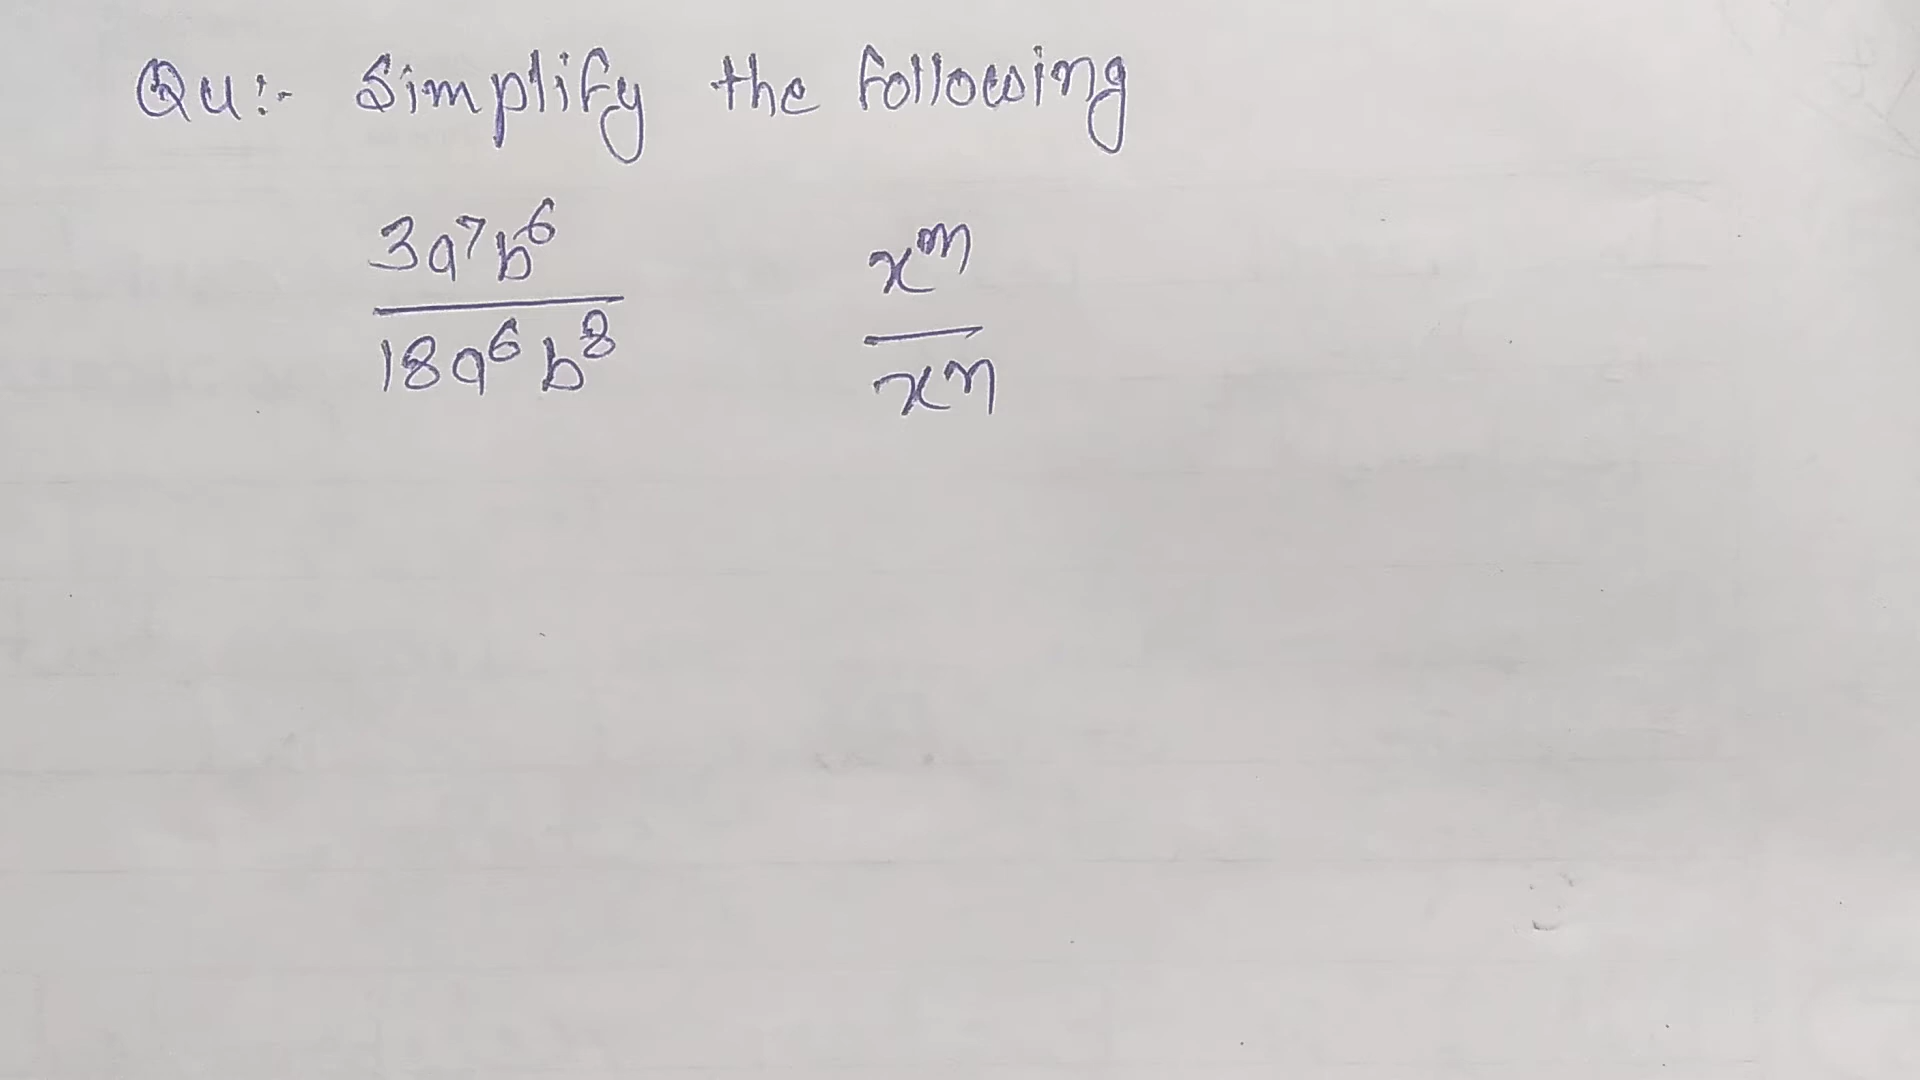 Qu:- Simplify the following
3a⁷b⁶ / 18a⁶b⁸
xᵐ / xⁿ